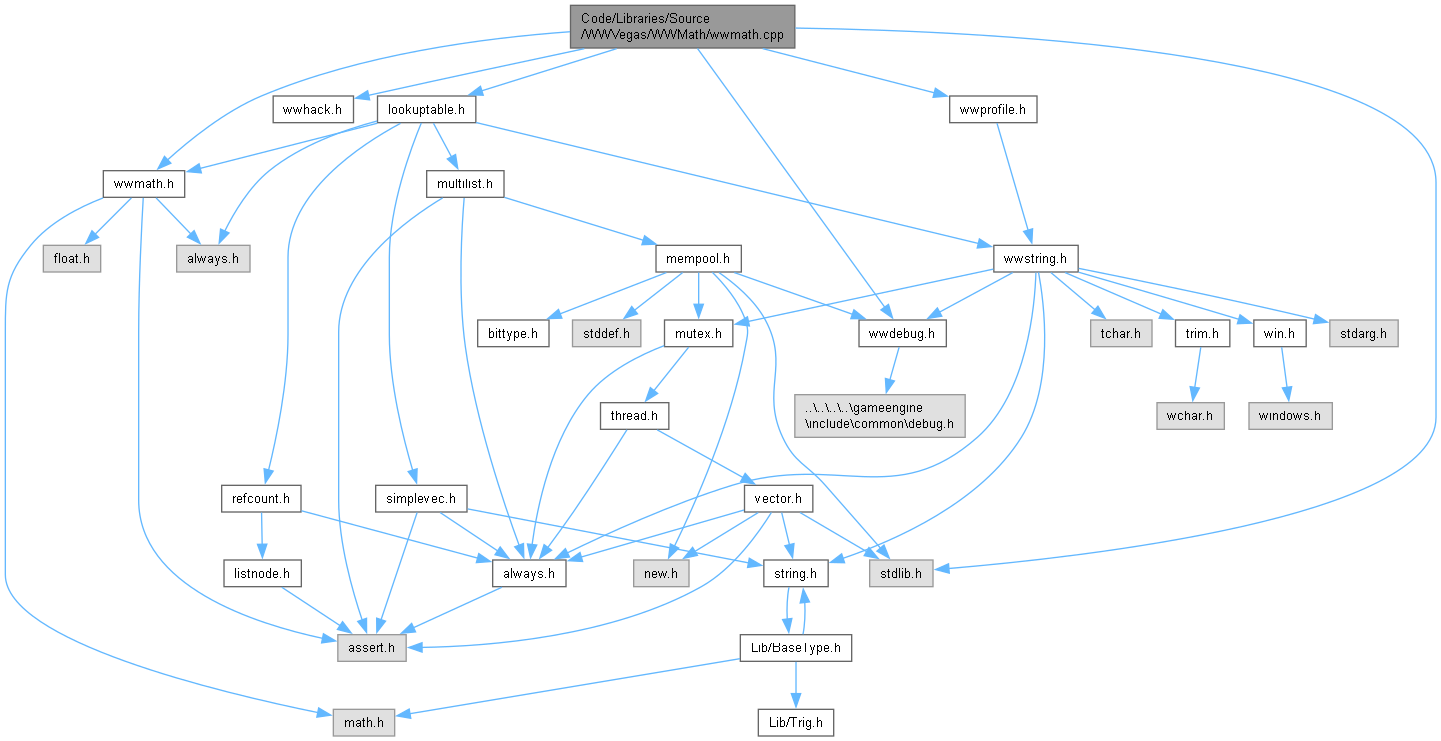 Code/Libraries/Source
/WWVegas/WWMath/wwmath.cpp
wwhack.h
lookuptable.h
wwprofile.h
wwmath.h
multilist.h
float.h
always.h
mempool.h
wwstring.h
bittype.h
stddef.h
mutex.h
wwdebug.h
tchar.h
trim.h
win.h
stdarg.h
thread.h
..\..\..\..\gameengine
\include\common\debug.h
wchar.h
windows.h
refcount.h
simplevec.h
vector.h
listnode.h
always.h
new.h
string.h
stdlib.h
assert.h
Lib/BaseType.h
math.h
Lib/Trig.h